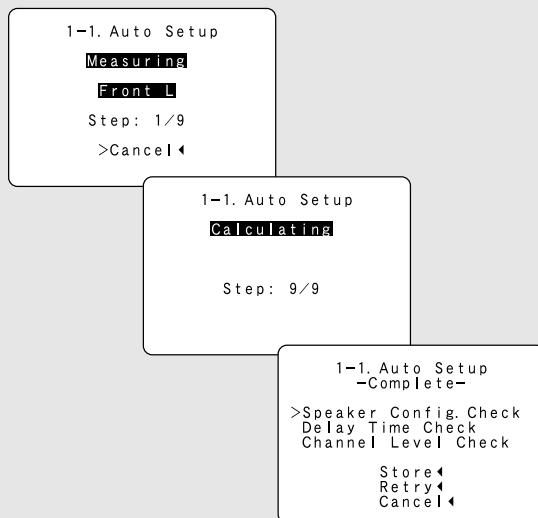 1-1. Auto Setup
Measuring
Front L
Step: 1/9
>Cancel◀
1-1. Auto Setup
Calculating
Step: 9/9
1-1. Auto Setup
-Complete-
>Speaker Config. Check
Delay Time Check
Channel Level Check
Store◀
Retry◀
Cancel◀